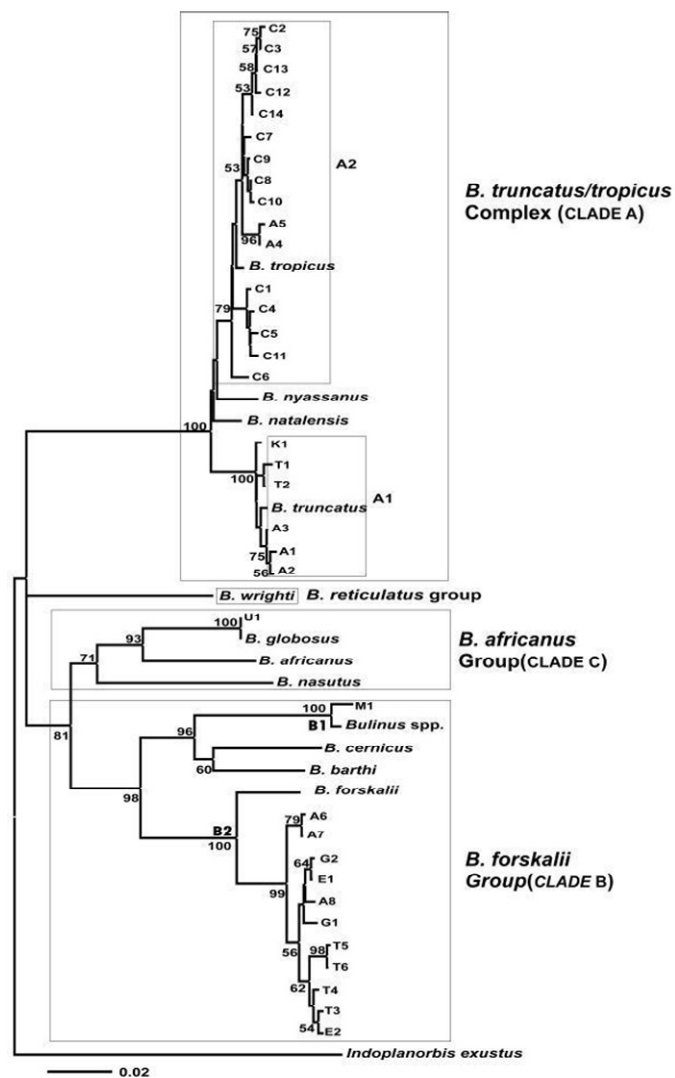 75
C2
57
C3
58
C13
53
C12
C14
C7
53
C9
C8
C10
A2
A5
96
A4
B. tropicus
C1
79
C4
C5
C11
C6
B. nyassanus
B. natalensis
100
K1
T1
100
T2
B. truncatus
A1
A3
75
A1
56
A2
B. truncatus/tropicus
Complex (CLADE A)
B. wrighti
B. reticulatus group
100
U1
93
B. globosus
71
B. africanus
B. nasutus
B. africanus
Group(CLADE C)
81
100
M1
96
B1
Bulinus spp.
B. cernicus
60
B. barthi
98
B. forskalii
B2
100
79
A6
A7
64
G2
E1
99
A8
G1
56
98
T5
T6
62
T4
T3
54
E2
B. forskalii
Group(CLADE B)
Indoplanorbis exustus
0.02